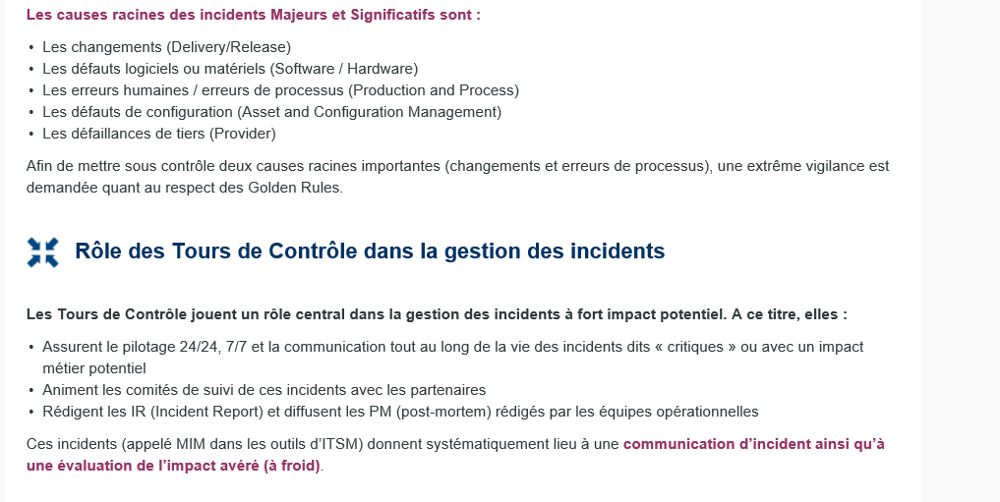 Les causes racines des incidents Majeurs et Significatifs sont :
• Les changements (Delivery/Release)
• Les défauts logiciels ou matériels (Software / Hardware)
• Les erreurs humaines / erreurs de processus (Production and Process)
• Les défauts de configuration (Asset and Configuration Management)
• Les défaillances de tiers (Provider)
Afin de mettre sous contrôle deux causes racines importantes (changements et erreurs de processus), une extrême vigilance est
demandée quant au respect des Golden Rules.
Rôle des Tours de Contrôle dans la gestion des incidents
Les Tours de Contrôle jouent un rôle central dans la gestion des incidents à fort impact potentiel. A ce titre, elles :
• Assurent le pilotage 24/24, 7/7 et la communication tout au long de la vie des incidents dits « critiques » ou avec un impact
métier potentiel
• Animent les comités de suivi de ces incidents avec les partenaires
• Rédigent les IR (Incident Report) et diffusent les PM (post-mortem) rédigés par les équipes opérationnelles
Ces incidents (appelé MIM dans les outils d’ITSM) donnent systématiquement lieu à une communication d’incident ainsi qu’à
une évaluation de l’impact avéré (à froid).